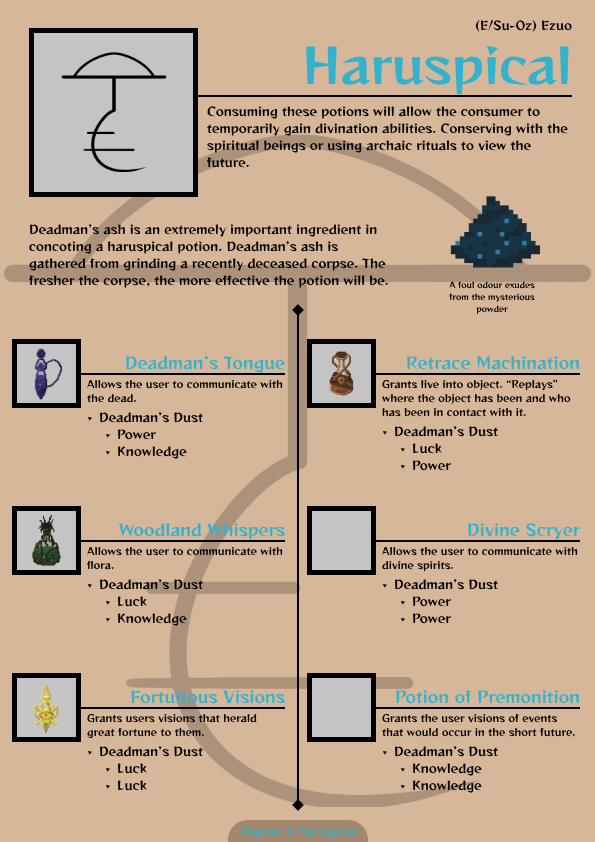 (E/Su-Oz) Ezuo
Haruspical
Consuming these potions will allow the consumer to
temporarily gain divination abilities. Conserving with the
spiritual beings or using archaic rituals to view the
future.
Deadman's ash is an extremely important ingredient in
concoting a haruspical potion. Deadman's ash is
gathered from grinding a recently deceased corpse. The
fresher the corpse, the more effective the potion will be.
A foul odour exudes
from the mysterious
powder
Deadman's Tongue
Allows the user to communicate with
the dead.
Deadman's Dust
Power
Knowledge
Retrace Machination
Grants live into object. "Replays"
where the object has been and who
has been in contact with it.
Deadman's Dust
Luck
Power
Woodland Whispers
Allows the user to communicate with
flora.
Deadman's Dust
Luck
Knowledge
Divine Scryer
Allows the user to communicate with
divine spirits.
Deadman's Dust
Power
Power
Fortuitous Visions
Grants users visions that herald
great fortune to them.
Deadman's Dust
Luck
Luck
Potion of Premonition
Grants the user visions of events
that would occur in the short future.
Deadman's Dust
Knowledge
Knowledge
Haruspical